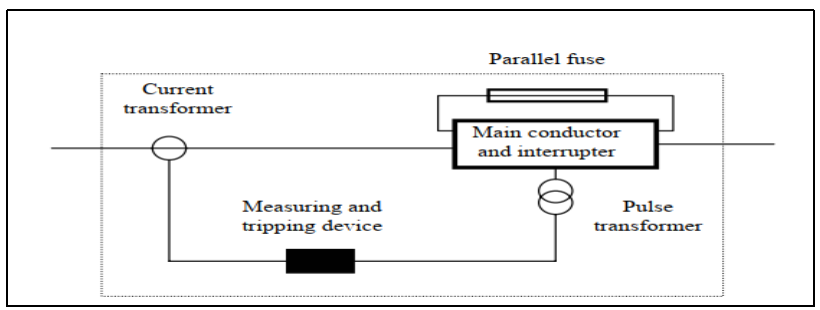 Parallel fuse
Current
transformer
Main conductor
and interrupter
Measuring and
tripping device
Pulse
transformer